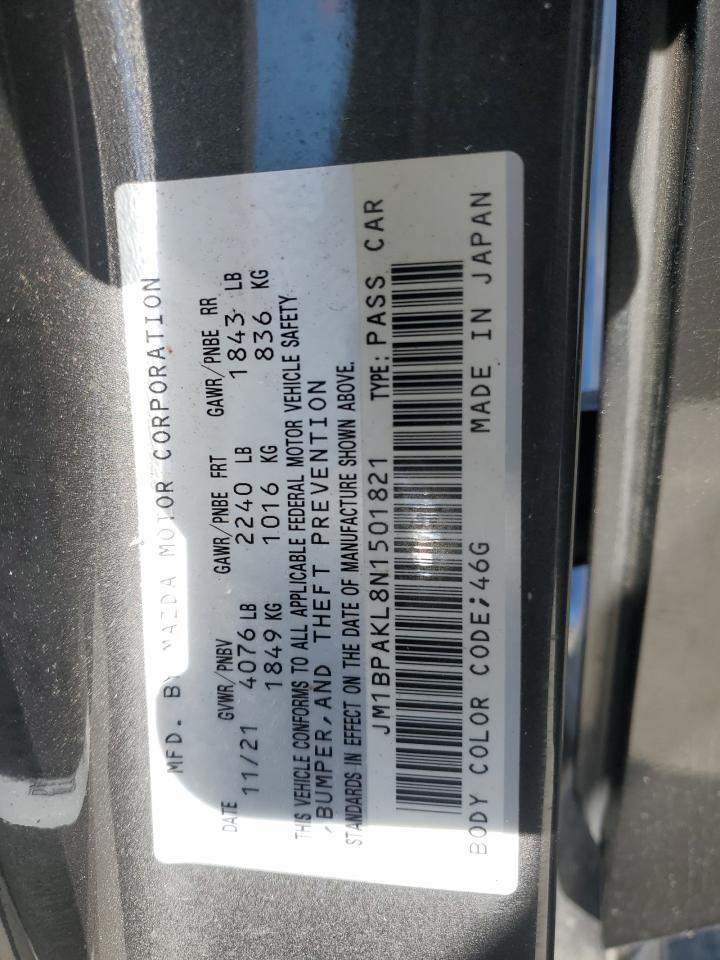 MFD. BY MAZDA MOTOR CORPORATION
DATE GVWR/PNBV GAWR/PNBE FRT GAWR/PNBE RR
11/21 4076 LB 2240 LB 1843 LB
1849 KG 1016 KG 836 KG
THIS VEHICLE CONFORMS TO ALL APPLICABLE FEDERAL MOTOR VEHICLE SAFETY
,BUMPER,AND THEFT PREVENTION
STANDARDS IN EFFECT ON THE DATE OF MANUFACTURE SHOWN ABOVE.
JM1BPAKL8N1501821 TYPE: PASS CAR
BODY COLOR CODE;46G MADE IN JAPAN